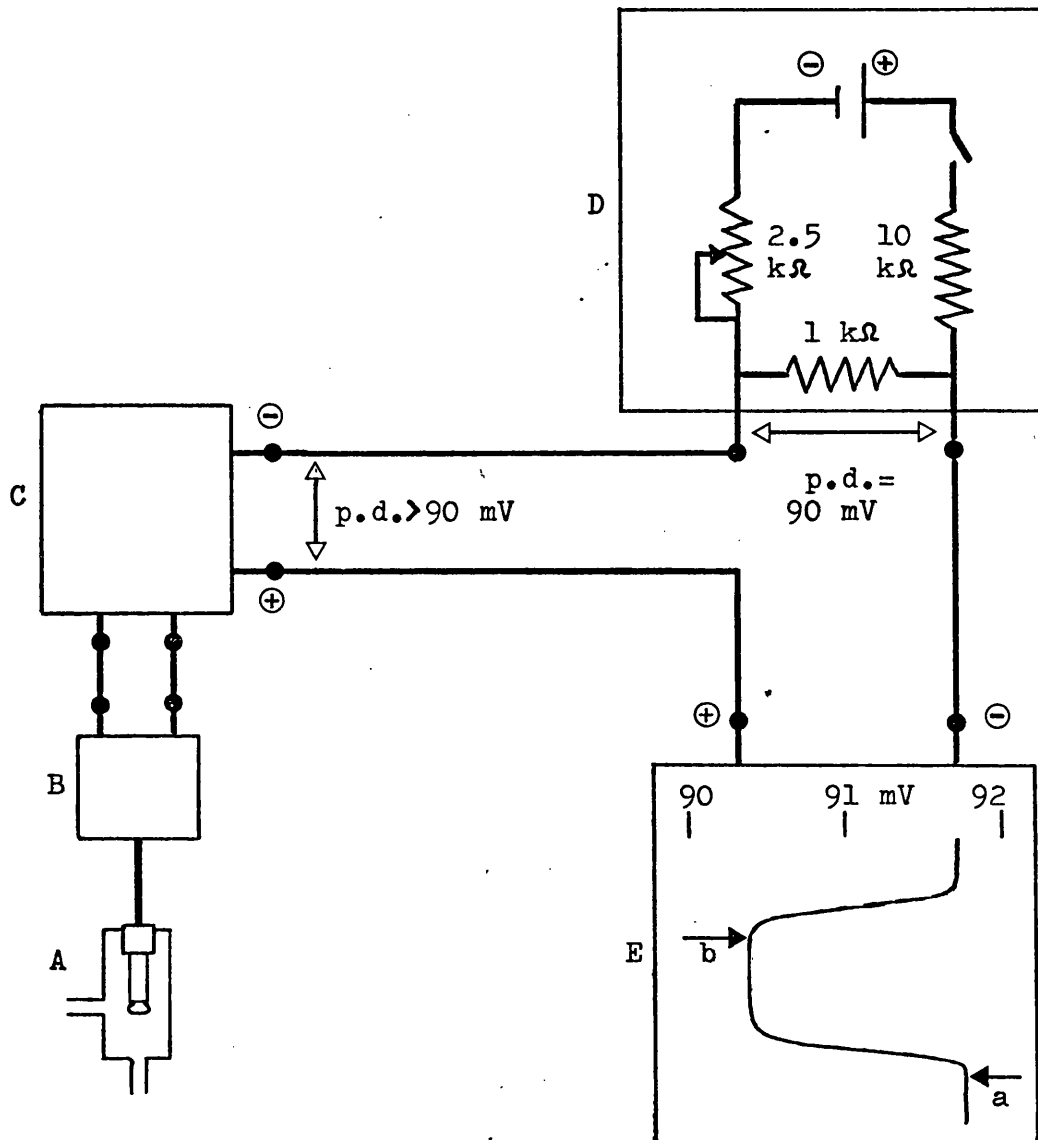 ⊖ ⊕
D
2.5 kΩ
10 kΩ
1 kΩ
⊖
C
p.d.>90 mV
p.d.= 90 mV
⊕
⊕ ⊖
B
90 91 mV 92
A
E
b
a